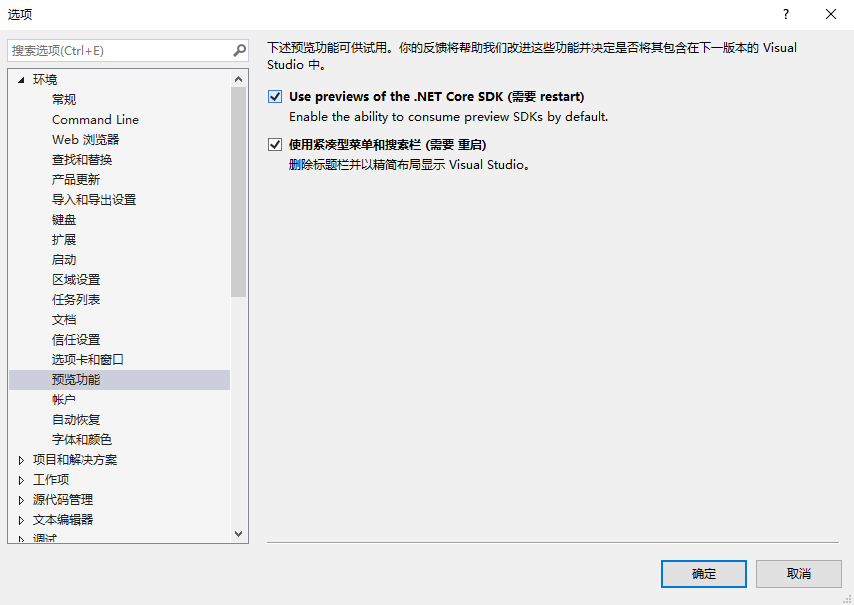 选项
?
搜索选项(Ctrl+E)
环境
常规
Command Line
Web 浏览器
查找和替换
产品更新
导入和导出设置
键盘
扩展
启动
区域设置
任务列表
文档
信任设置
选项卡和窗口
预览功能
帐户
自动恢复
字体和颜色
项目和解决方案
工作项
源代码管理
文本编辑器
调试
下述预览功能可供试用。你的反馈将帮助我们改进这些功能并决定是否将其包含在下一版本的 Visual
Studio 中。
Use previews of the .NET Core SDK (需要 restart)
Enable the ability to consume preview SDKs by default.
使用紧凑型菜单和搜索栏 (需要 重启)
删除标题栏并以精简布局显示 Visual Studio。
确定
取消